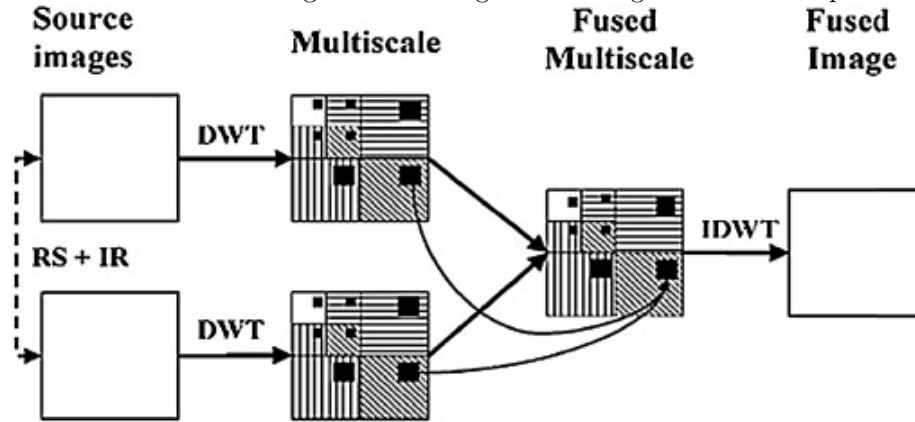 Source
images
Multiscale
Fused
Multiscale
Fused
Image
DWT
RS + IR
DWT
IDWT